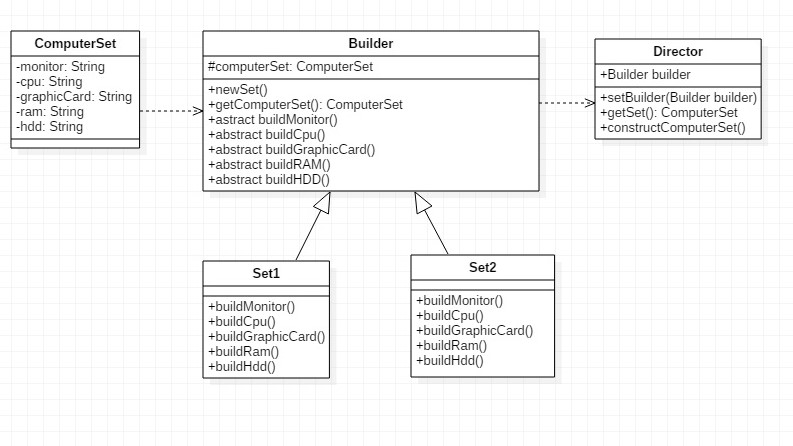 ComputerSet
-monitor: String
-cpu: String
-graphicCard: String
-ram: String
-hdd: String
Builder
#computerSet: ComputerSet
+newSet()
+getComputerSet(): ComputerSet
+astract buildMonitor()
+abstract buildCpu()
+abstract buildGraphicCard()
+abstract buildRAM()
+abstract buildHDD()
Director
+Builder builder
+setBuilder(Builder builder)
+getSet(): ComputerSet
+constructComputerSet()
Set1
+buildMonitor()
+buildCpu()
+buildGraphicCard()
+buildRam()
+buildHdd()
Set2
+buildMonitor()
+buildCpu()
+buildGraphicCard()
+buildRam()
+buildHdd()